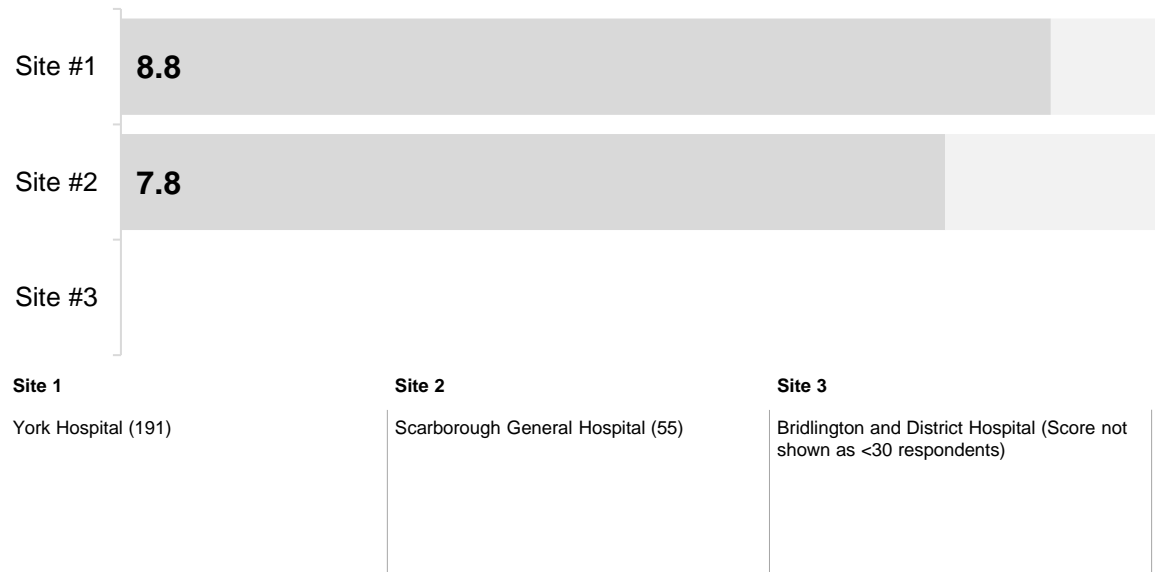 Site #1
8.8
Site #2
7.8
Site #3
Site 1
York Hospital (191)
Site 2
Scarborough General Hospital (55)
Site 3
Bridlington and District Hospital (Score not
shown as <30 respondents)